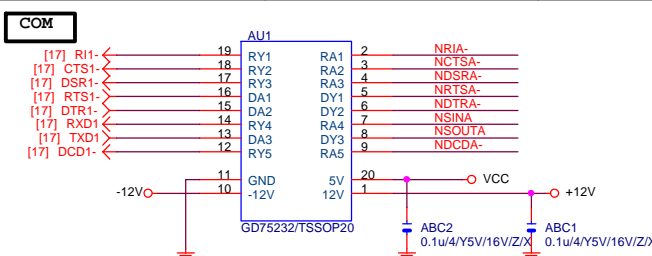 COM
AU1
[17] RI1- 19 RY1 RA1 2 NRIA-
[17] CTS1- 18 RY2 RA2 3 NCTSA-
[17] DSR1- 17 RY3 RA3 4 NDSRA-
[17] RTS1- 16 DA1 DY1 5 NRTSA-
[17] DTR1- 15 DA2 DY2 6 NDTRA-
[17] RXD1 14 RY4 RA4 7 NSINA
[17] TXD1 13 DA3 DY3 8 NSOUTA
[17] DCD1- 12 RY5 RA5 9 NDCDA-
11 GND 5V 20 VCC
-12V 10 -12V 12V 1 +12V
GD75232/TSSOP20
ABC2
0.1u/4/Y5V/16V/Z/X
ABC1
0.1u/4/Y5V/16V/Z/X